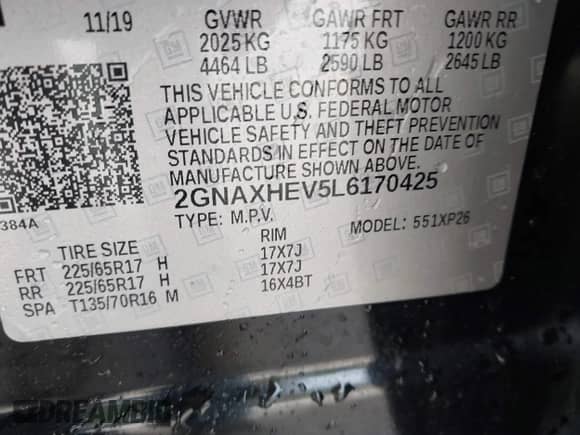 11/19 GVWR GAWR FRT GAWR RR
2025 KG 1175 KG 1200 KG
4464 LB 2590 LB 2645 LB
THIS VEHICLE CONFORMS TO ALL
APPLICABLE U.S. FEDERAL MOTOR
VEHICLE SAFETY AND THEFT PREVENTION
STANDARDS IN EFFECT ON THE DATE OF
MANUFACTURE SHOWN ABOVE.
2GNAXHEV5L6170425
384A
TYPE: M.P.V. MODEL: 551XP26
TIRE SIZE RIM
FRT 225/65R17 H 17X7J
RR 225/65R17 H 17X7J
SPA T135/70R16 M 16X4BT
DREAMBID